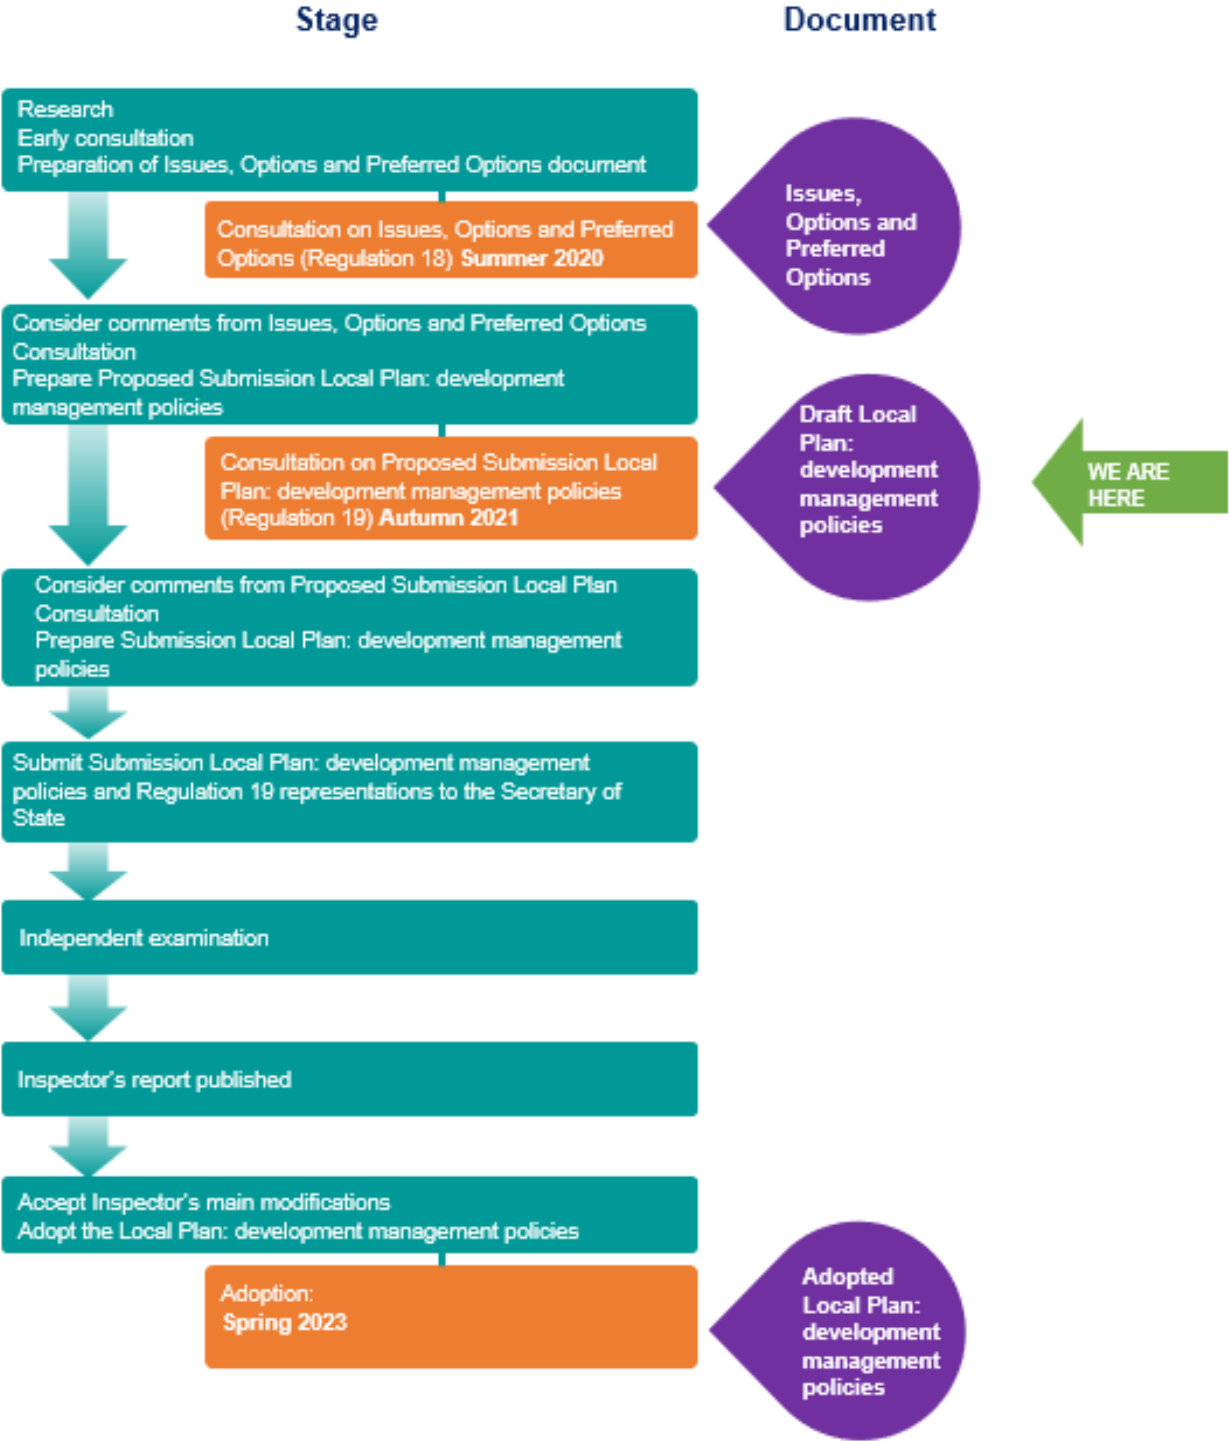 Stage
Document
Research
Early consultation
Preparation of Issues, Options and Preferred Options document
Consultation on Issues, Options and Preferred
Options (Regulation 18) Summer 2020
Issues,
Options and
Preferred
Options
Consider comments from Issues, Options and Preferred Options
Consultation
Prepare Proposed Submission Local Plan: development
management policies
Consultation on Proposed Submission Local
Plan: development management policies
(Regulation 19) Autumn 2021
Draft Local
Plan:
development
management
policies
WE ARE
HERE
Consider comments from Proposed Submission Local Plan
Consultation
Prepare Submission Local Plan: development management
policies
Submit Submission Local Plan: development management
policies and Regulation 19 representations to the Secretary of
State
Independent examination
Inspector's report published
Accept Inspector's main modifications
Adopt the Local Plan: development management policies
Adoption:
Spring 2023
Adopted
Local Plan:
development
management
policies